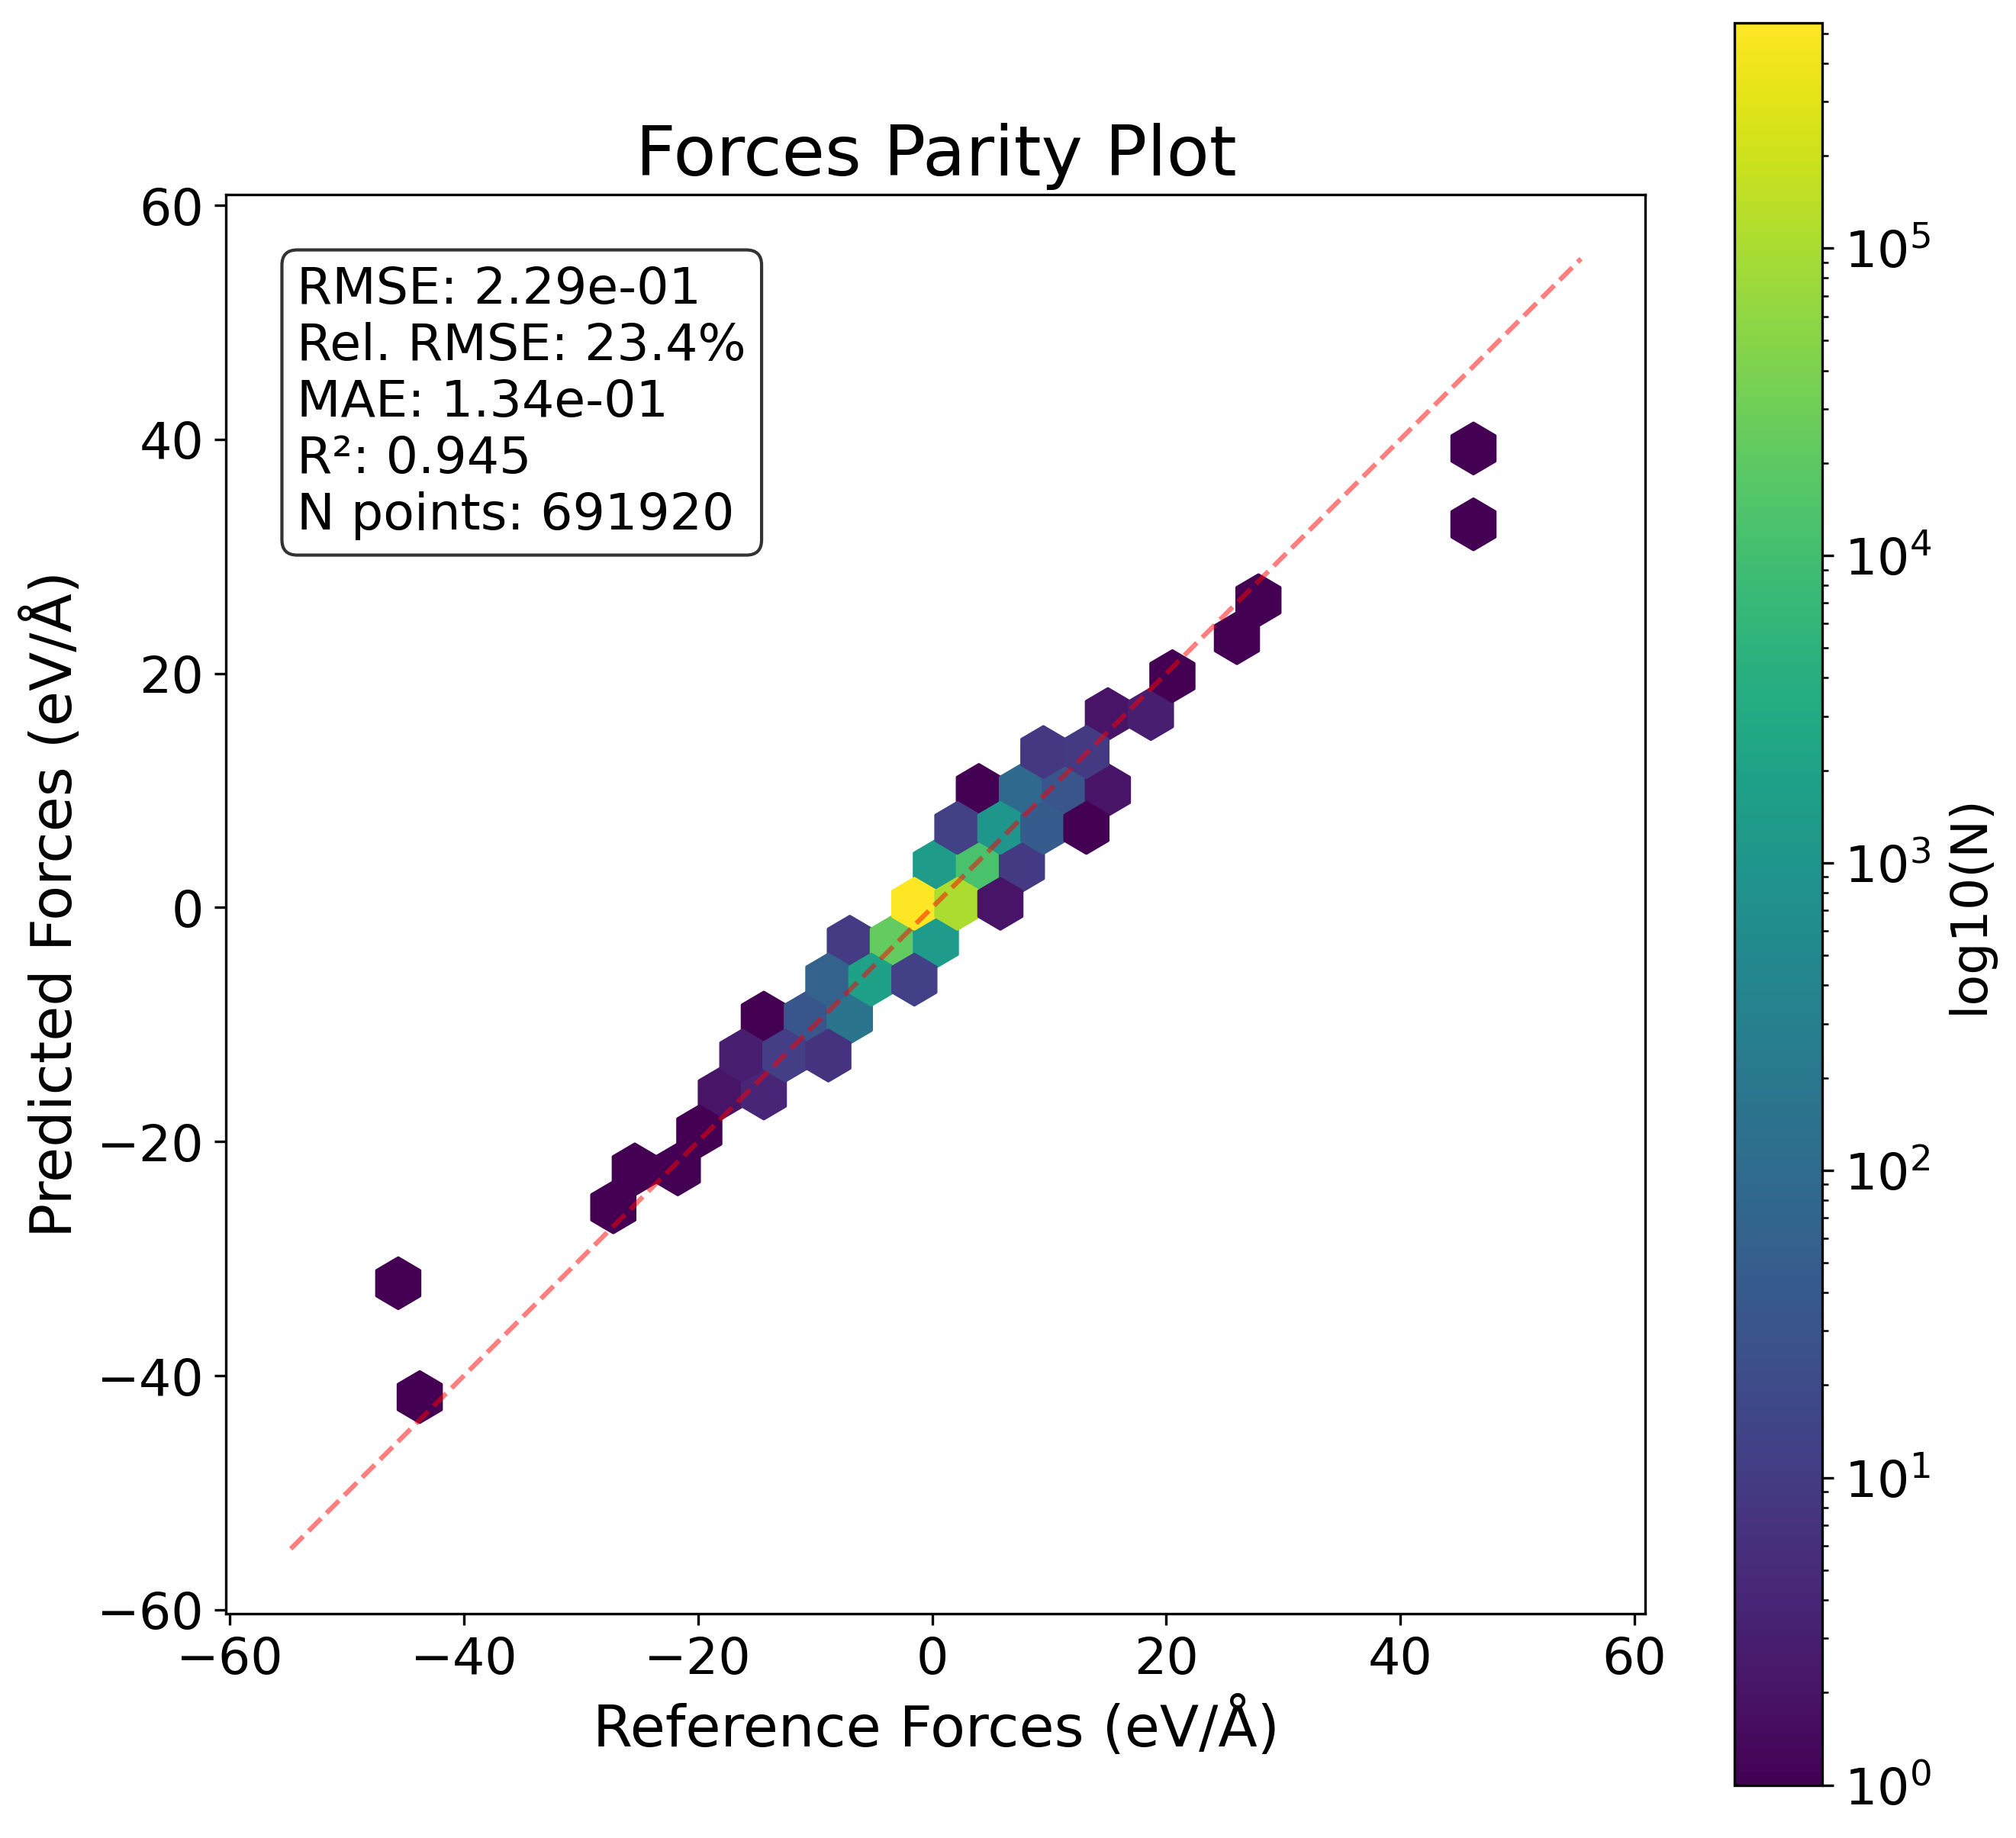 Forces Parity Plot
60
40
20
0
−20
−40
−60
Predicted Forces (eV/Å)
RMSE: 2.29e-01
Rel. RMSE: 23.4%
MAE: 1.34e-01
R²: 0.945
N points: 691920
−60 −40 −20 0 20 40 60
Reference Forces (eV/Å)
10⁵
10⁴
10³
10²
10¹
10⁰
log10(N)